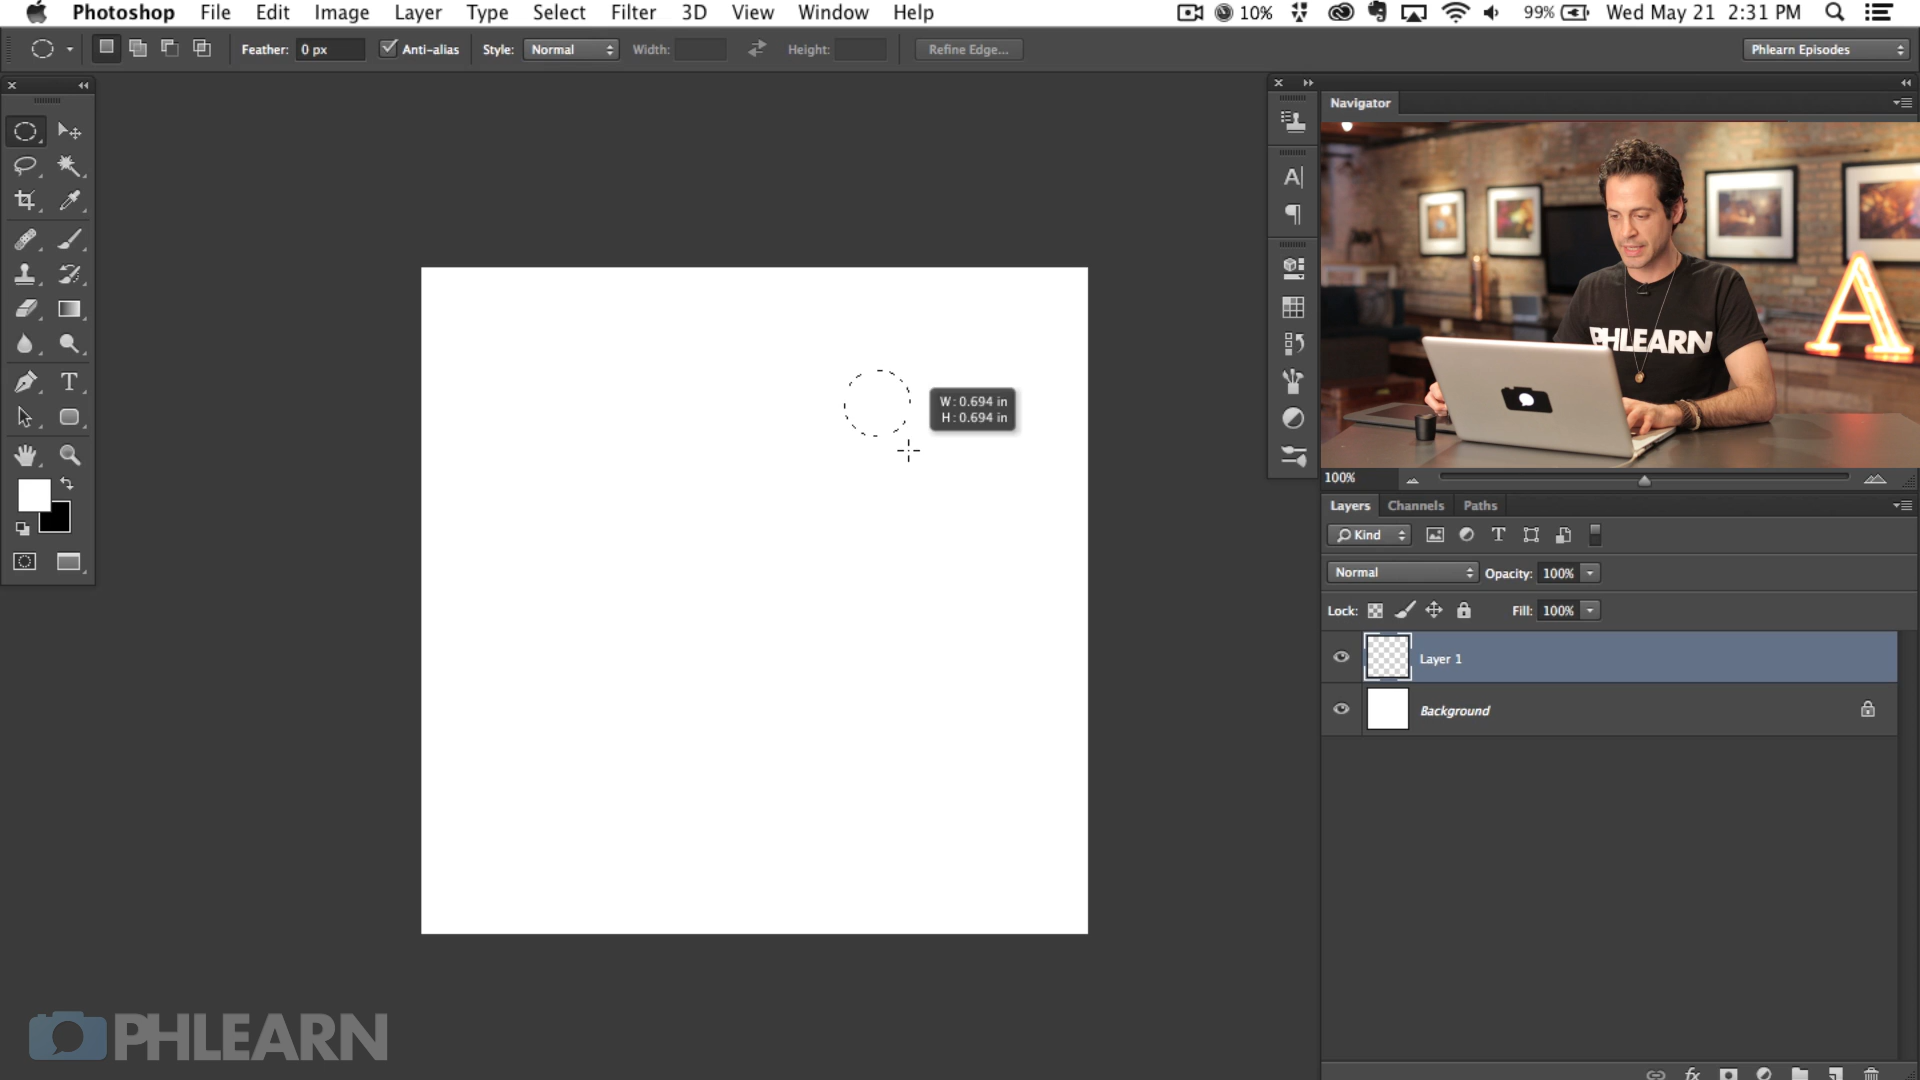 Photoshop File Edit Image Layer Type Select Filter 3D View Window Help 10% 99% Wed May 21 2:31 PM
Feather: 0 px Anti-alias Style: Normal Width: Height: Refine Edge... Phlearn Episodes
Navigator
A|
¶
PHLEARN
A
W: 0.694 in
H: 0.694 in
T
100%
Layers Channels Paths
Kind T
Normal Opacity: 100%
Lock: Fill: 100%
Layer 1
Background
fx
PHLEARN